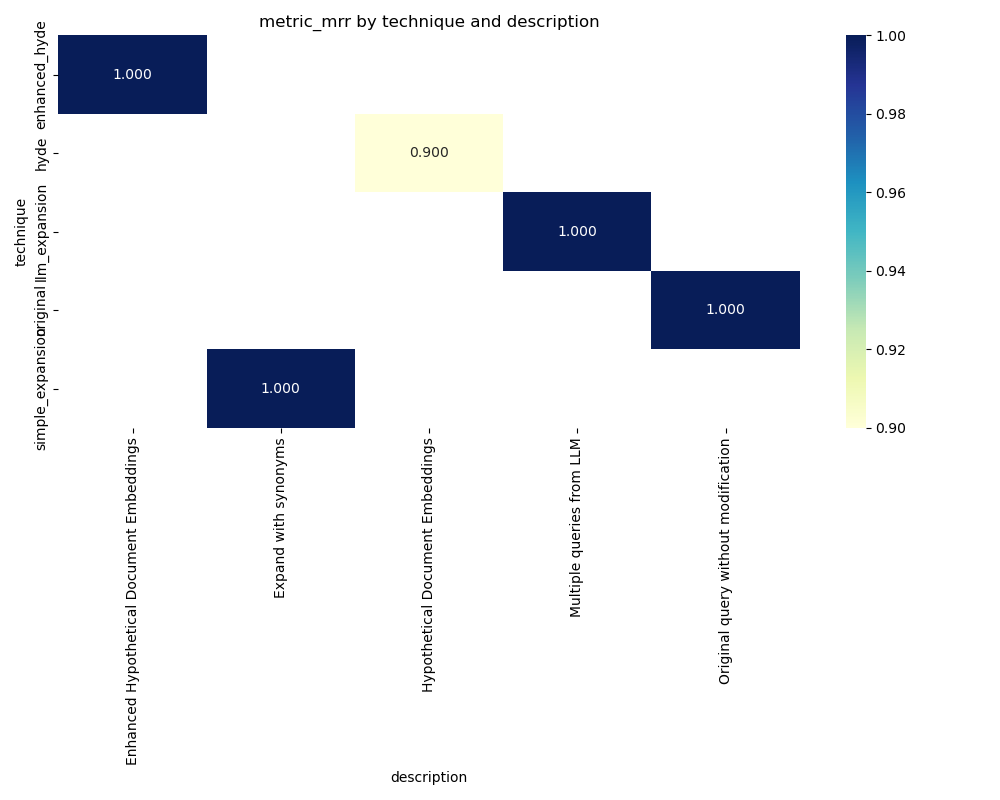 metric_mrr by technique and description
technique
enhanced_hyde
hyde
llm_expansion
original
simple_expansion
1.000
0.900
1.000
1.000
1.000
1.00
0.98
0.96
0.94
0.92
0.90
Enhanced Hypothetical Document Embeddings
Expand with synonyms
Hypothetical Document Embeddings
Multiple queries from LLM
Original query without modification
description